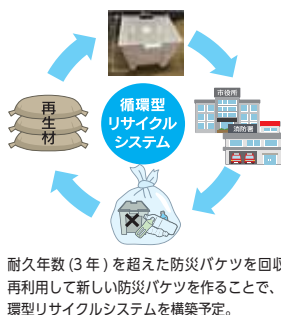 循環型
リサイクル
システム
市役所
消防署
再生材
耐久年数(3年)を超えた防災バケツを回収
再利用して新しい防災バケツを作ることで、
環型リサイクルシステムを構築予定。